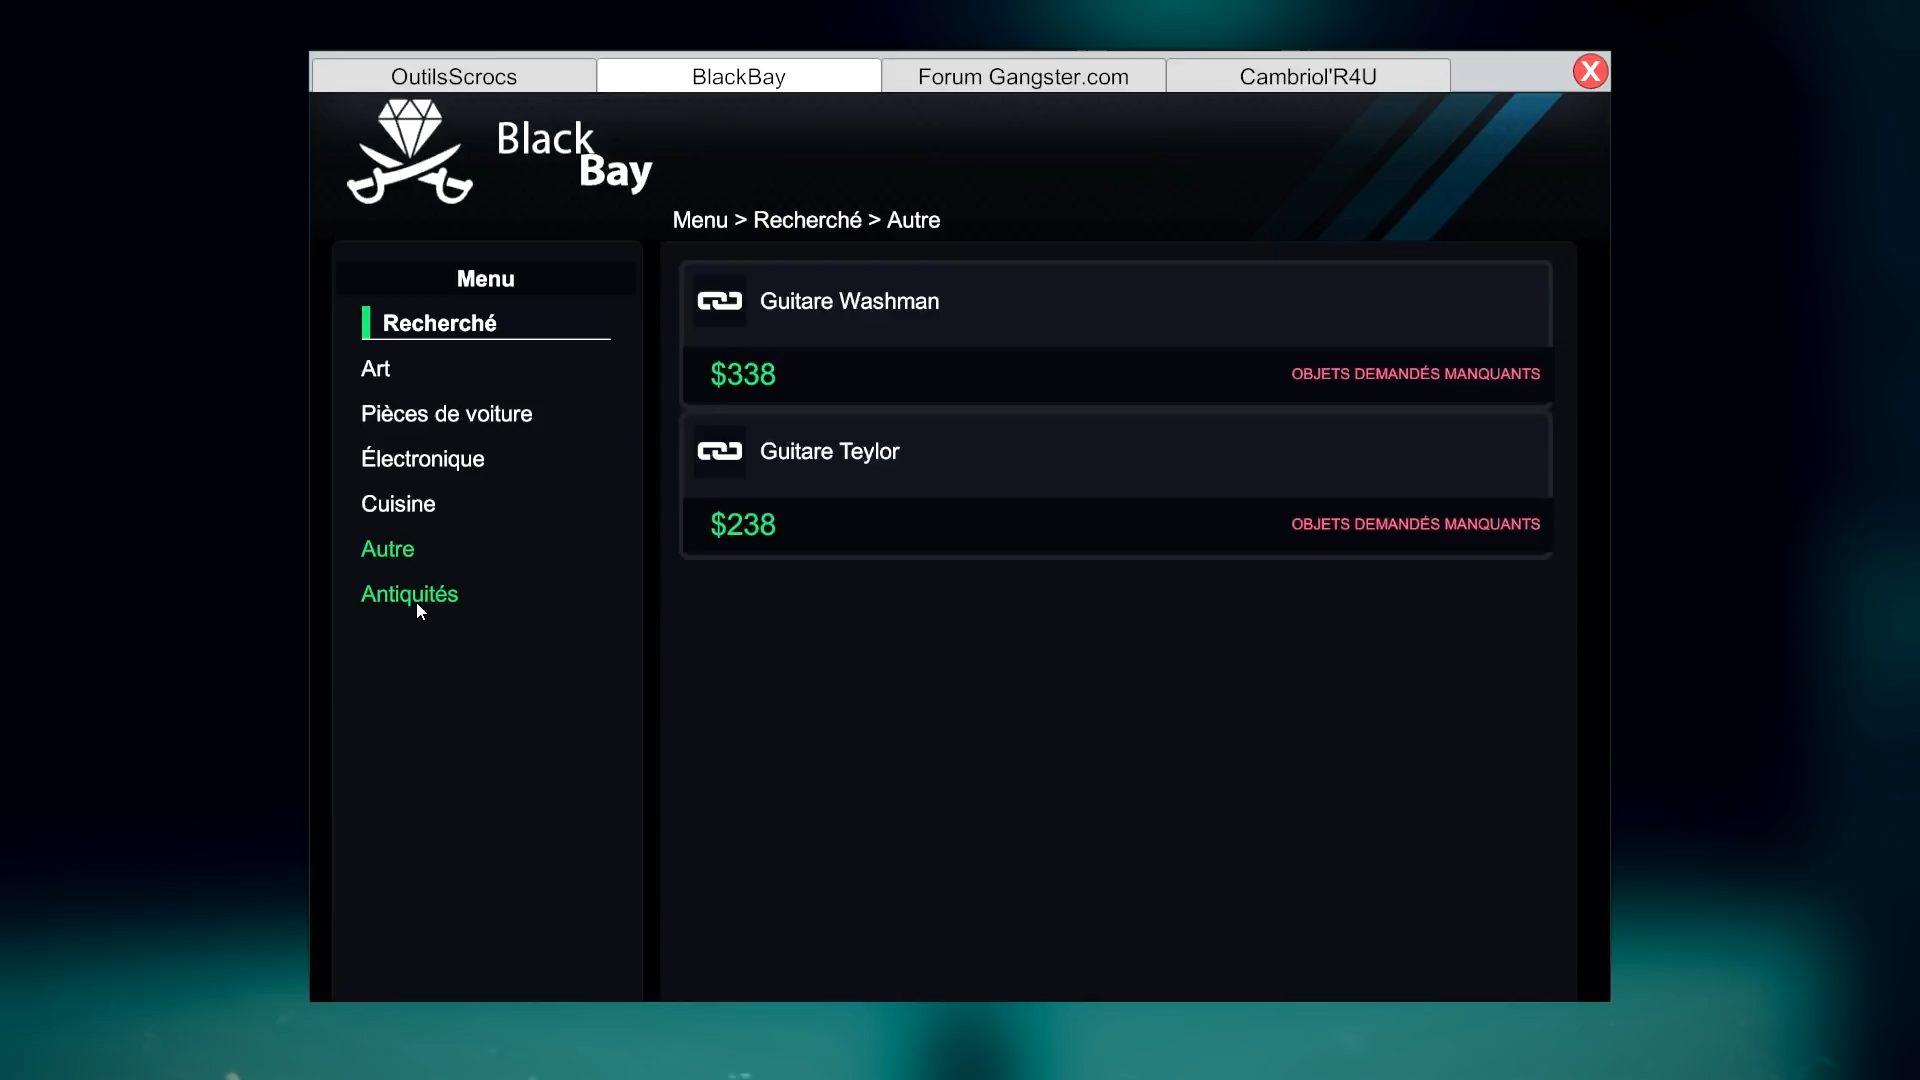 OutilsScrocs
BlackBay
Forum Gangster.com
Cambriol'R4U
X
Black
Bay
Menu > Recherché > Autre
Menu
Recherché
Art
Pièces de voiture
Électronique
Cuisine
Autre
Antiquités
Guitare Washman
$338
OBJETS DEMANDÉS MANQUANTS
Guitare Teylor
$238
OBJETS DEMANDÉS MANQUANTS